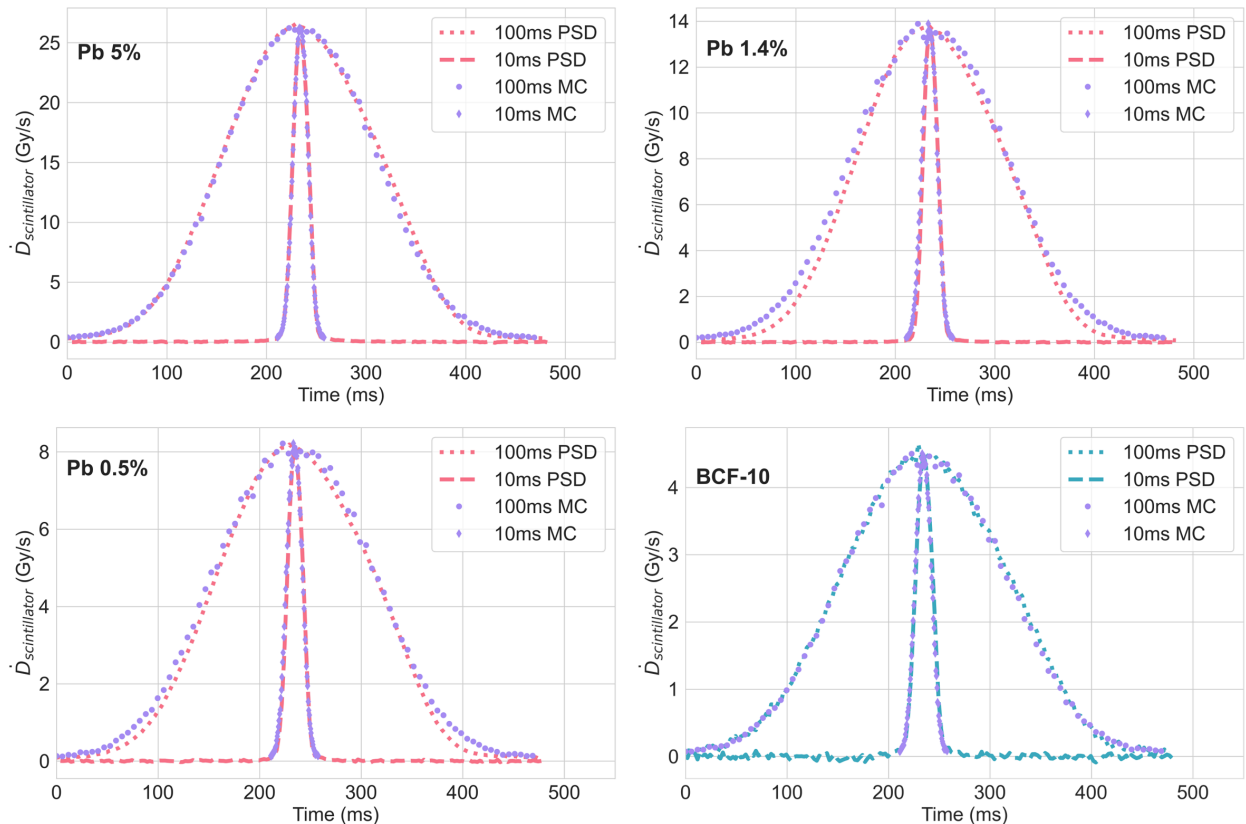 Pb 5%
100ms PSD
10ms PSD
100ms MC
10ms MC
25
20
15
10
5
0
Ḋscintillator (Gy/s)
0 100 200 300 400 500
Time (ms)
Pb 1.4%
100ms PSD
10ms PSD
100ms MC
10ms MC
14
12
10
8
6
4
2
0
Ḋscintillator (Gy/s)
0 100 200 300 400 500
Time (ms)
Pb 0.5%
100ms PSD
10ms PSD
100ms MC
10ms MC
8
6
4
2
0
Ḋscintillator (Gy/s)
0 100 200 300 400 500
Time (ms)
BCF-10
100ms PSD
10ms PSD
100ms MC
10ms MC
4
3
2
1
0
Ḋscintillator (Gy/s)
0 100 200 300 400 500
Time (ms)